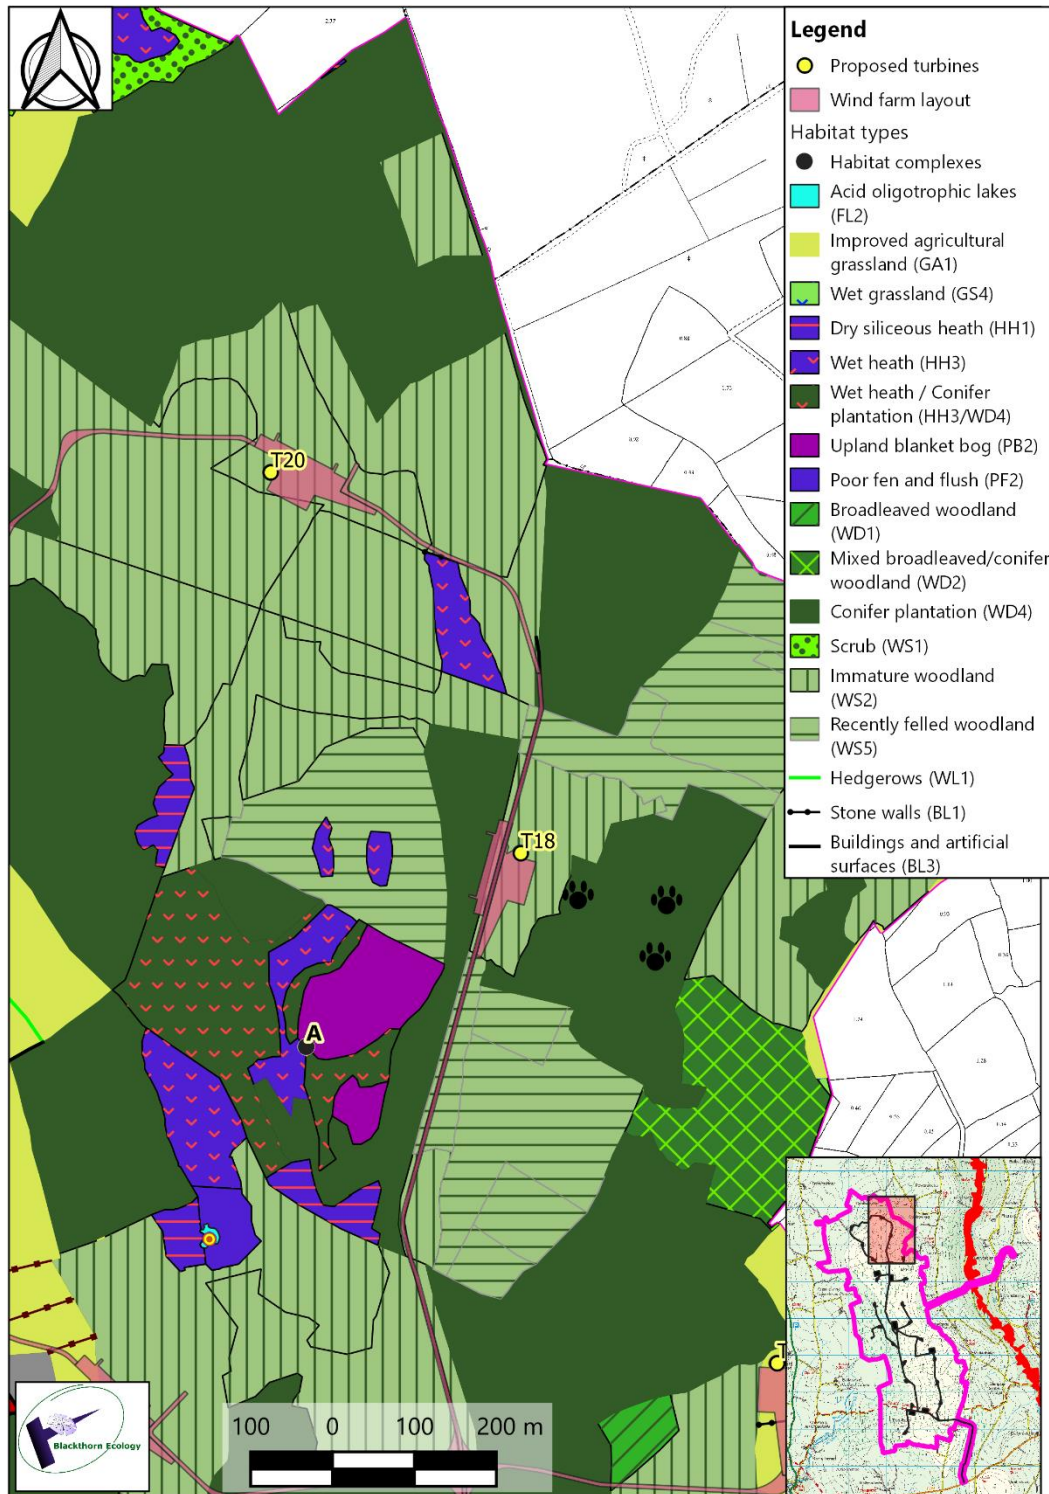 Legend
Proposed turbines
Wind farm layout
Habitat types
Habitat complexes
Acid oligotrophic lakes
(FL2)
Improved agricultural
grassland (GA1)
Wet grassland (GS4)
Dry siliceous heath (HH1)
Wet heath (HH3)
Wet heath / Conifer
plantation (HH3/WD4)
Upland blanket bog (PB2)
Poor fen and flush (PF2)
Broadleaved woodland
(WD1)
Mixed broadleaved/conifer
woodland (WD2)
Conifer plantation (WD4)
Scrub (WS1)
Immature woodland
(WS2)
Recently felled woodland
(WS5)
Hedgerows (WL1)
Stone walls (BL1)
Buildings and artificial
surfaces (BL3)
T20
T18
A
T
Blackthorn Ecology
100 0 100 200 m